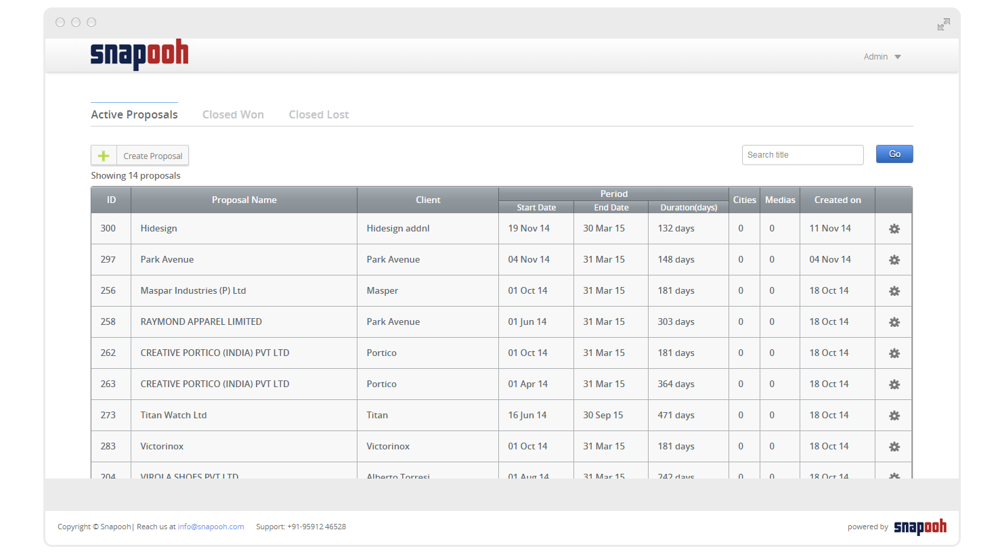 snapooh
Admin
Active Proposals Closed Won Closed Lost
Create Proposal Search title Go
Showing 14 proposals
ID Proposal Name Client Period Cities Medias Created on
Start Date End Date Duration(days)
300 Hidesign Hidesign addnl 19 Nov 14 30 Mar 15 132 days 0 0 11 Nov 14
297 Park Avenue Park Avenue 04 Nov 14 31 Mar 15 148 days 0 0 04 Nov 14
256 Maspar Industries (P) Ltd Masper 01 Oct 14 31 Mar 15 181 days 0 0 18 Oct 14
258 RAYMOND APPAREL LIMITED Park Avenue 01 Jun 14 31 Mar 15 303 days 0 0 18 Oct 14
262 CREATIVE PORTICO (INDIA) PVT LTD Portico 01 Oct 14 31 Mar 15 181 days 0 0 18 Oct 14
263 CREATIVE PORTICO (INDIA) PVT LTD Portico 01 Apr 14 31 Mar 15 364 days 0 0 18 Oct 14
273 Titan Watch Ltd Titan 16 Jun 14 30 Sep 15 471 days 0 0 18 Oct 14
283 Victorinox Victorinox 01 Oct 14 31 Mar 15 181 days 0 0 18 Oct 14
204 VIROLA SHOES PVT LTD Alberto Torresi 01 Aug 14 31 Mar 15 242 days 0 0 18 Oct 14
Copyright © Snapooh| Reach us at info@snapooh.com Support: +91-95912 46528 powered by snapooh